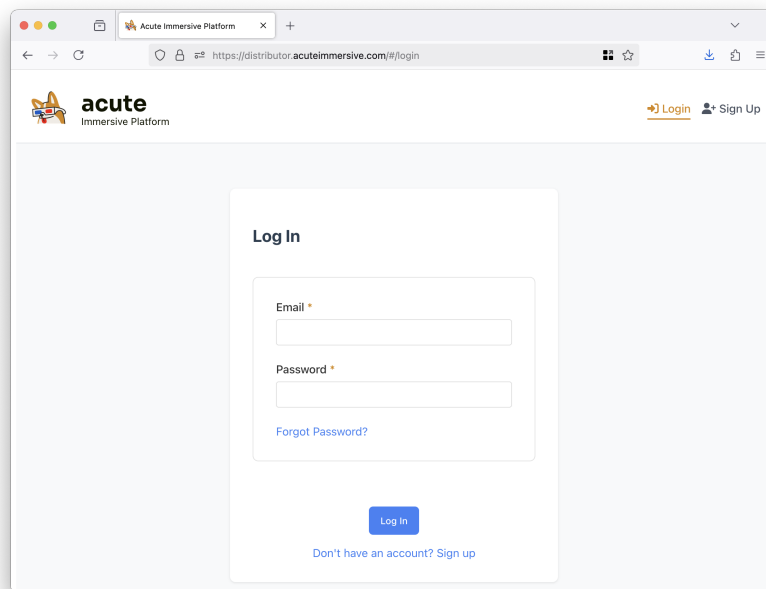 Acute Immersive Platform
https://distributor.acuteimmersive.com/#/login
acute
Immersive Platform
Login
Sign Up
Log In
Email *
Password *
Forgot Password?
Log In
Don't have an account? Sign up